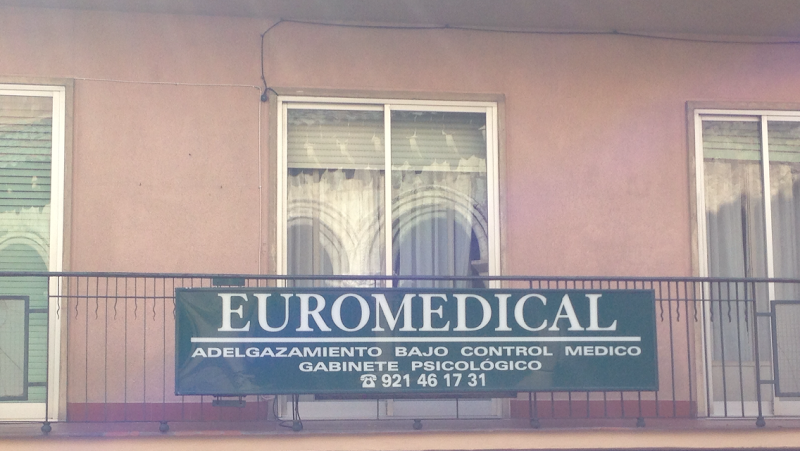 EUROMEDICAL
ADELGAZAMIENTO BAJO CONTROL MEDICO
GABINETE PSICOLÓGICO
☎ 921 46 17 31